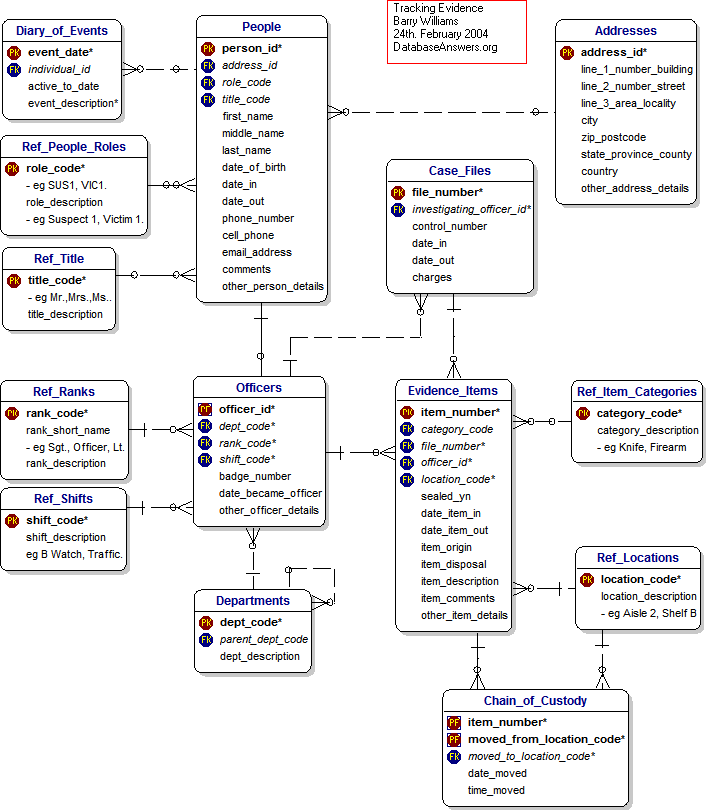 Tracking Evidence
Barry Williams
24th. February 2004
DatabaseAnswers.org
Diary_of_Events
PK event_date*
FK individual_id
active_to_date
event_description*
People
PK person_id*
FK address_id
FK role_code
FK title_code
first_name
middle_name
last_name
date_of_birth
date_in
date_out
phone_number
cell_phone
email_address
comments
other_person_details
Addresses
PK address_id*
line_1_number_building
line_2_number_street
line_3_area_locality
city
zip_postcode
state_province_county
country
other_address_details
Ref_People_Roles
PK role_code*
- eg SUS1, VIC1.
role_description
- eg Suspect 1, Victim 1.
Case_Files
PK file_number*
FK investigating_officer_id*
control_number
date_in
date_out
charges
Ref_Title
PK title_code*
- eg Mr.,Mrs.,Ms..
title_description
Ref_Ranks
PK rank_code*
rank_short_name
- eg Sgt., Officer, Lt.
rank_description
Officers
PF officer_id*
FK dept_code*
FK rank_code*
FK shift_code*
badge_number
date_became_officer
other_officer_details
Evidence_Items
PK item_number*
FK category_code
FK file_number*
FK officer_id*
FK location_code*
sealed_yn
date_item_in
date_item_out
item_origin
item_disposal
item_description
item_comments
other_item_details
Ref_Item_Categories
PK category_code*
category_description
- eg Knife, Firearm
Ref_Shifts
PK shift_code*
shift_description
eg B Watch, Traffic.
Ref_Locations
PK location_code*
location_description
- eg Aisle 2, Shelf B
Departments
PK dept_code*
FK parent_dept_code
dept_description
Chain_of_Custody
PF item_number*
PF moved_from_location_code*
FK moved_to_location_code*
date_moved
time_moved